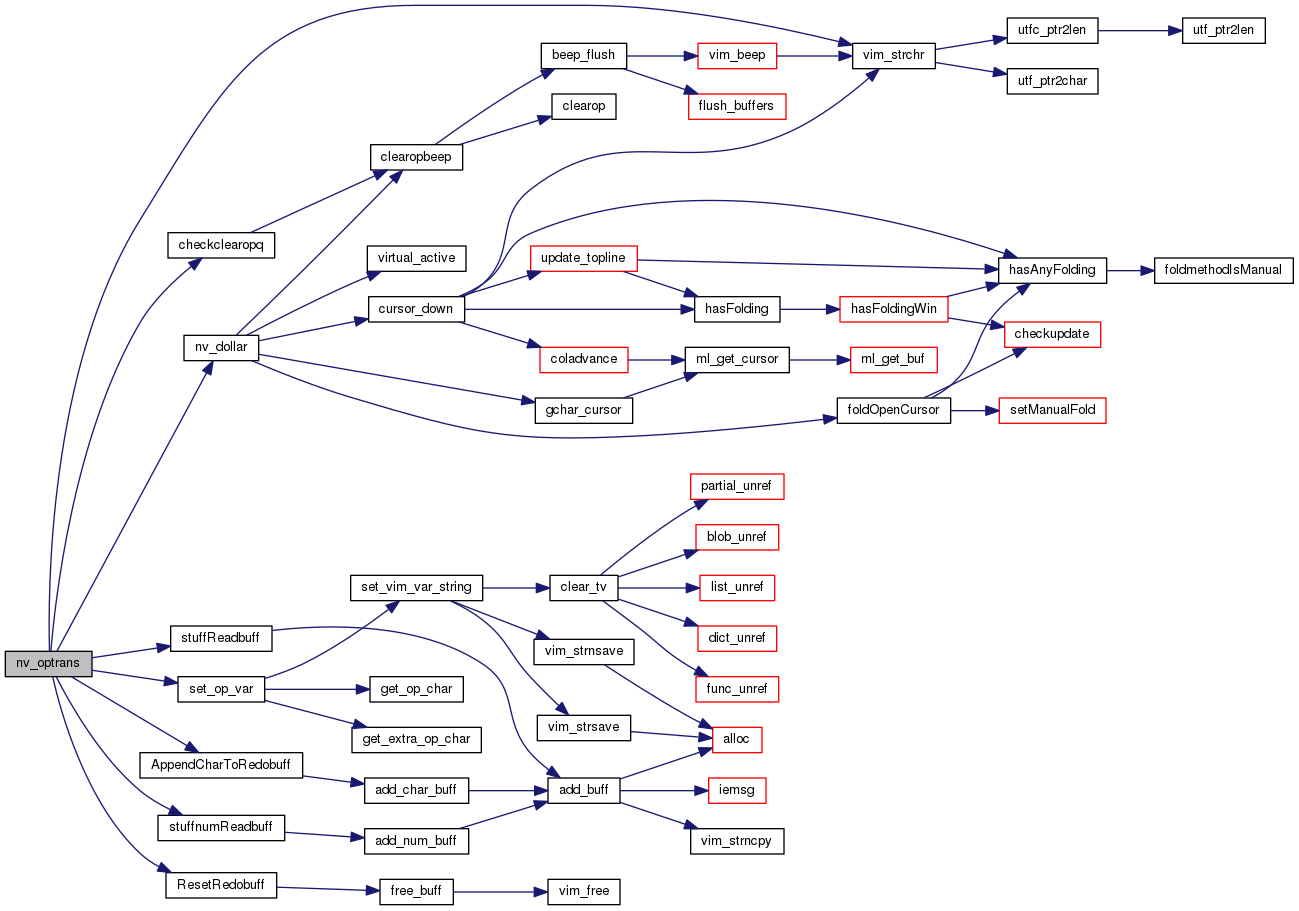 utfc_ptr2len
utf_ptr2len
beep_flush
vim_beep
vim_strchr
utf_ptr2char
clearop
flush_buffers
clearopbeep
checkclearopq
virtual_active
update_topline
hasAnyFolding
foldmethodIsManual
cursor_down
hasFolding
hasFoldingWin
checkupdate
nv_dollar
coladvance
ml_get_cursor
ml_get_buf
gchar_cursor
foldOpenCursor
setManualFold
partial_unref
blob_unref
set_vim_var_string
clear_tv
list_unref
stuffReadbuff
dict_unref
vim_strnsave
nv_optrans
set_op_var
get_op_char
func_unref
vim_strsave
get_extra_op_char
alloc
AppendCharToRedobuff
add_char_buff
add_buff
iemsg
stuffnumReadbuff
add_num_buff
vim_strncpy
ResetRedobuff
free_buff
vim_free